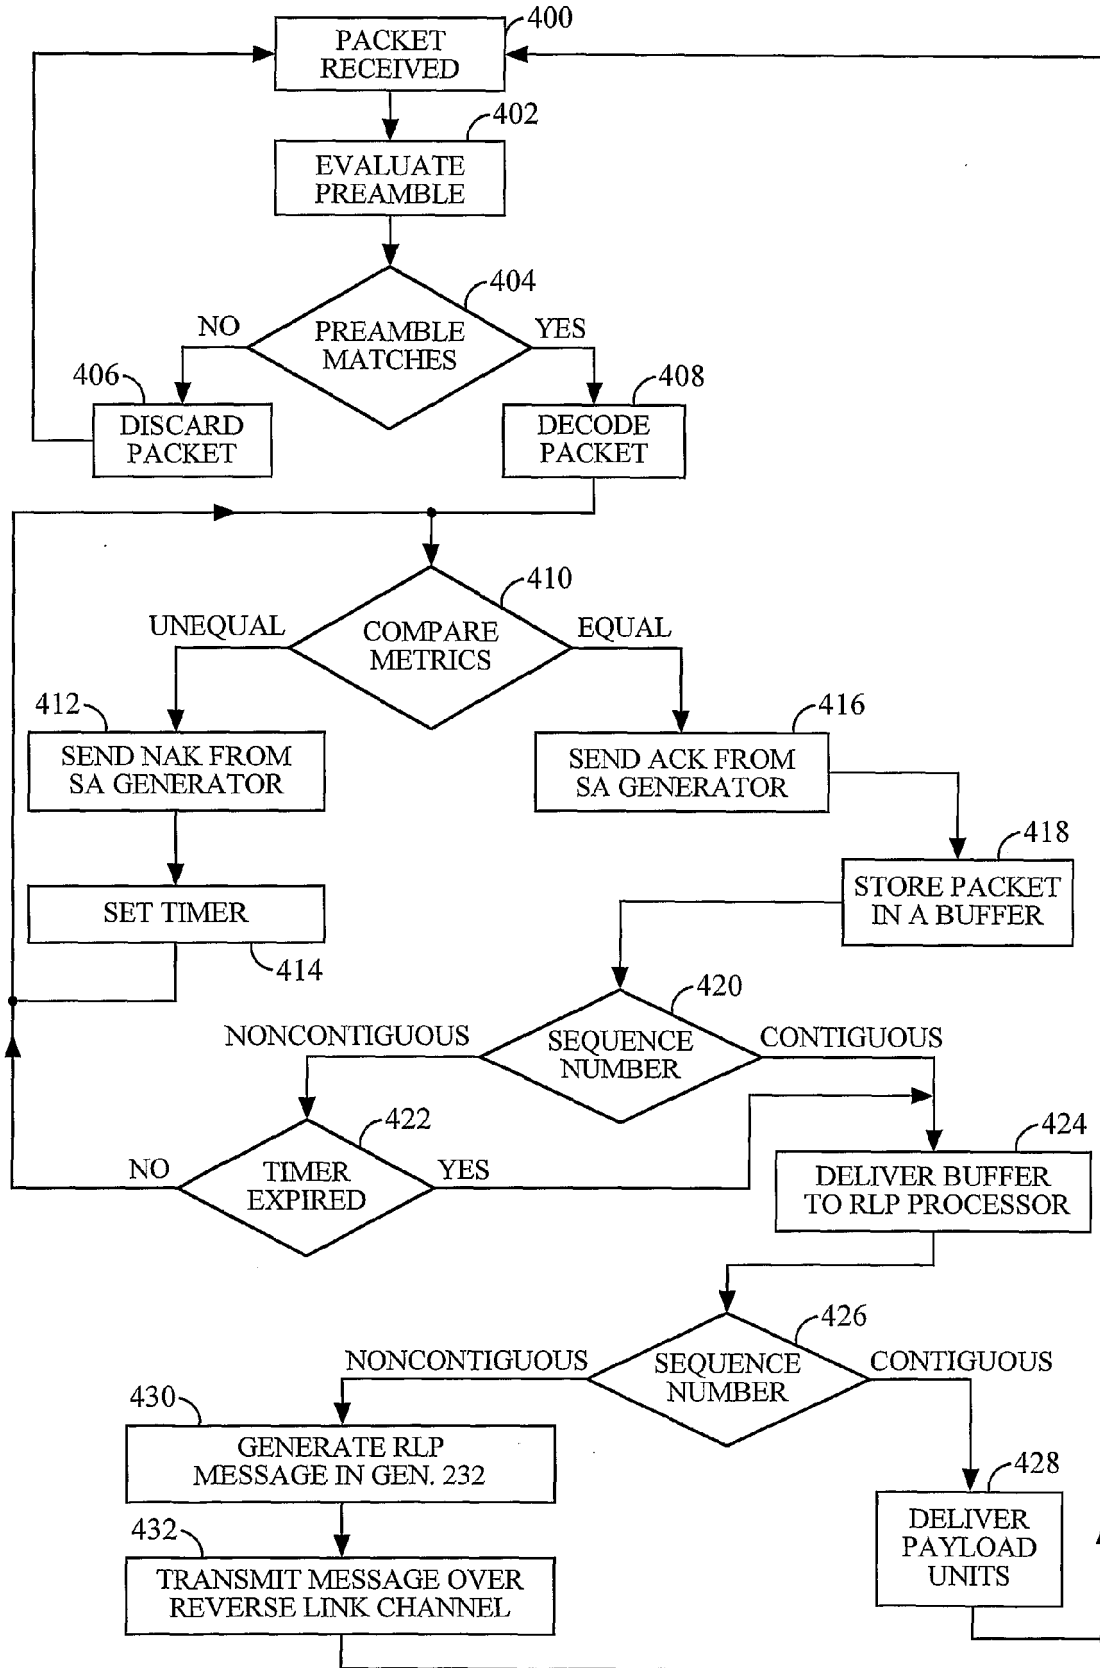 400
PACKET
RECEIVED
402
EVALUATE
PREAMBLE
404
NO
PREAMBLE
MATCHES
YES
406
408
DISCARD
PACKET
DECODE
PACKET
410
UNEQUAL
COMPARE
METRICS
EQUAL
412
416
SEND NAK FROM
SA GENERATOR
SEND ACK FROM
SA GENERATOR
418
STORE PACKET
IN A BUFFER
SET TIMER
414
420
NONCONTIGUOUS
SEQUENCE
NUMBER
CONTIGUOUS
422
424
NO
TIMER
EXPIRED
YES
DELIVER BUFFER
TO RLP PROCESSOR
426
NONCONTIGUOUS
SEQUENCE
NUMBER
CONTIGUOUS
430
GENERATE RLP
MESSAGE IN GEN. 232
428
DELIVER
PAYLOAD
UNITS
432
TRANSMIT MESSAGE OVER
REVERSE LINK CHANNEL